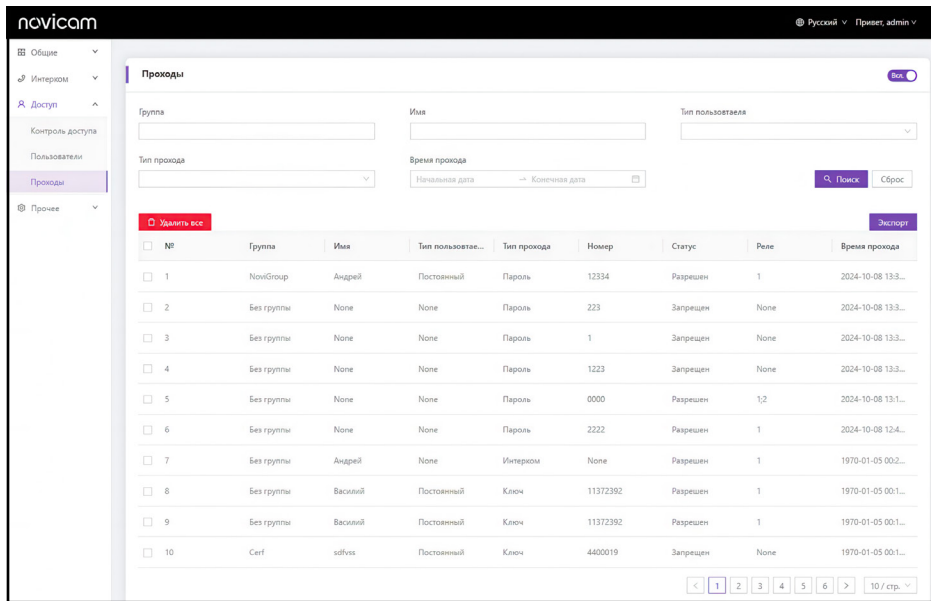 novicam
Русский Привет, admin
Общие
Интерком
Доступ
Контроль доступа
Пользователи
Проходы
Прочее
Проходы
Вкл.
Группа Имя Тип пользовтаеля
Тип прохода Время прохода
Начальная дата → Конечная дата
Поиск Сброс
Удалить все Экспорт
№ Группа Имя Тип пользовтае... Тип прохода Номер Статус Реле Время прохода
1 NoviGroup Андрей Постоянный Пароль 12334 Разрешен 1 2024-10-08 13:3...
2 Без группы None None Пароль 223 Запрещен None 2024-10-08 13:3...
3 Без группы None None Пароль 1 Запрещен None 2024-10-08 13:3...
4 Без группы None None Пароль 1223 Запрещен None 2024-10-08 13:3...
5 Без группы None None Пароль 0000 Разрешен 1;2 2024-10-08 13:1...
6 Без группы None None Пароль 2222 Разрешен 1 2024-10-08 12:4...
7 Без группы Андрей None Интерком None Разрешен 1 1970-01-05 00:2...
8 Без группы Василий Постоянный Ключ 11372392 Разрешен 1 1970-01-05 00:1...
9 Без группы Василий Постоянный Ключ 11372392 Разрешен 1 1970-01-05 00:1...
10 Cerf sdfvss Постоянный Ключ 4400019 Запрещен None 1970-01-05 00:1...
< 1 2 3 4 5 6 > 10 / стр.